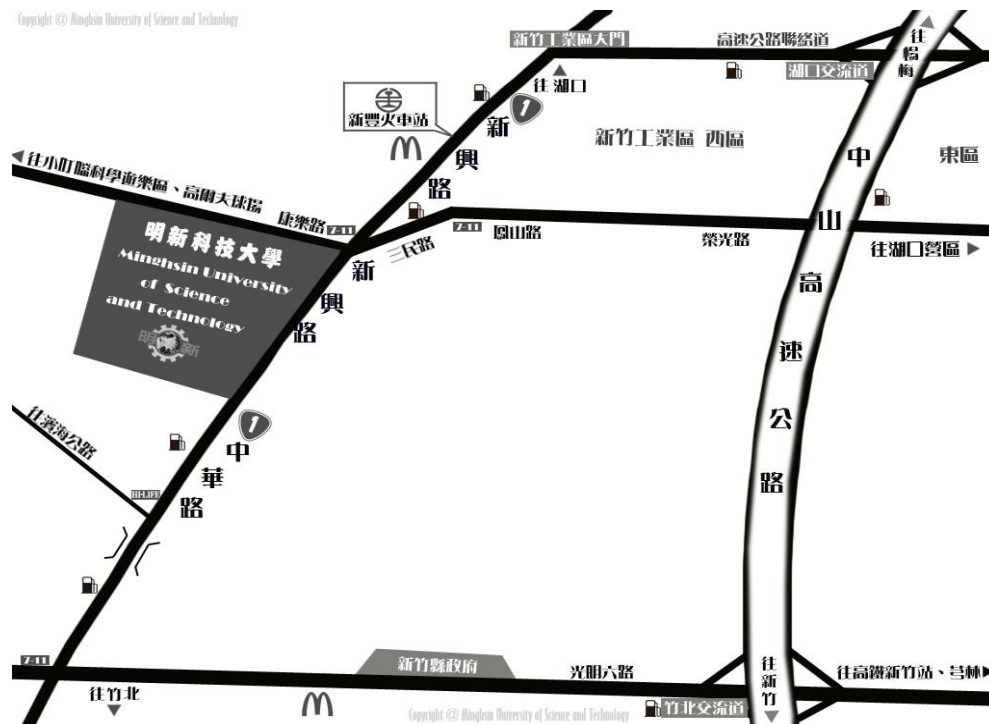 Copyright @ Minghsin University of Science and Technology
新竹工業區大門
高速公路聯絡道
往楊梅
湖口交流道
往湖口
新豐火車站
1
新興路
新竹工業區 西區
東區
中山高速公路
往小叮噹科學遊樂區、高爾夫球場
康樂路
7-11
三民路
7-11
鳳山路
榮光路
往湖口營區
明新科技大學
Minghsin University
of Science
and Technology
明新
新興路
1
中華路
往濱海公路
HI-LIFE
7-11
新竹縣政府
光明六路
往新竹
往高鐵新竹站、芎林
往竹北
竹北交流道
Copyright @ Minghsin University of Science and Technology